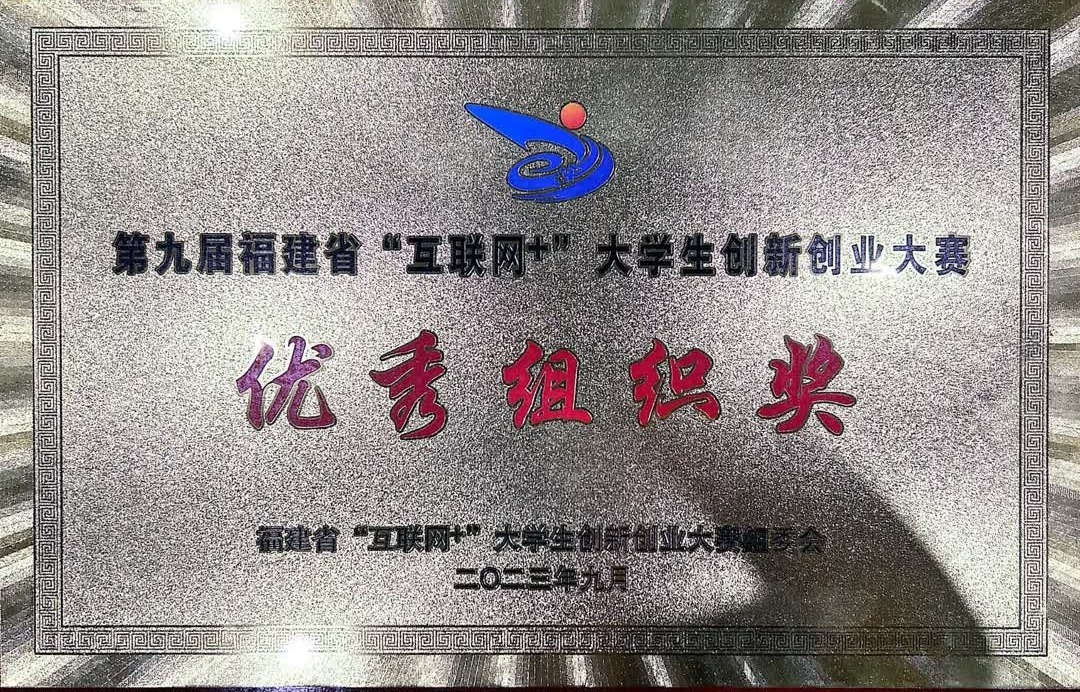 第九届福建省“互联网+”大学生创新创业大赛
优秀组织奖
福建省“互联网+”大学生创新创业大赛组委会
二〇二三年九月